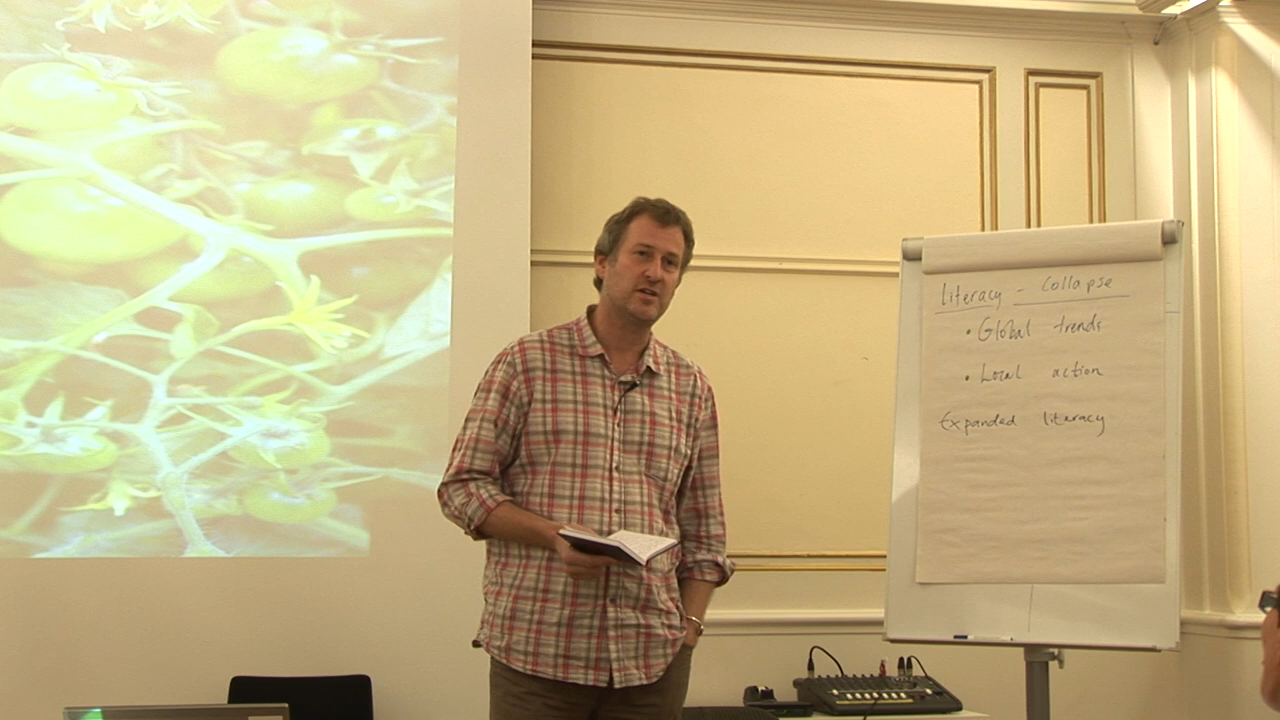 Literacy - Collapse
• Global trends
• Local action
Expanded literacy